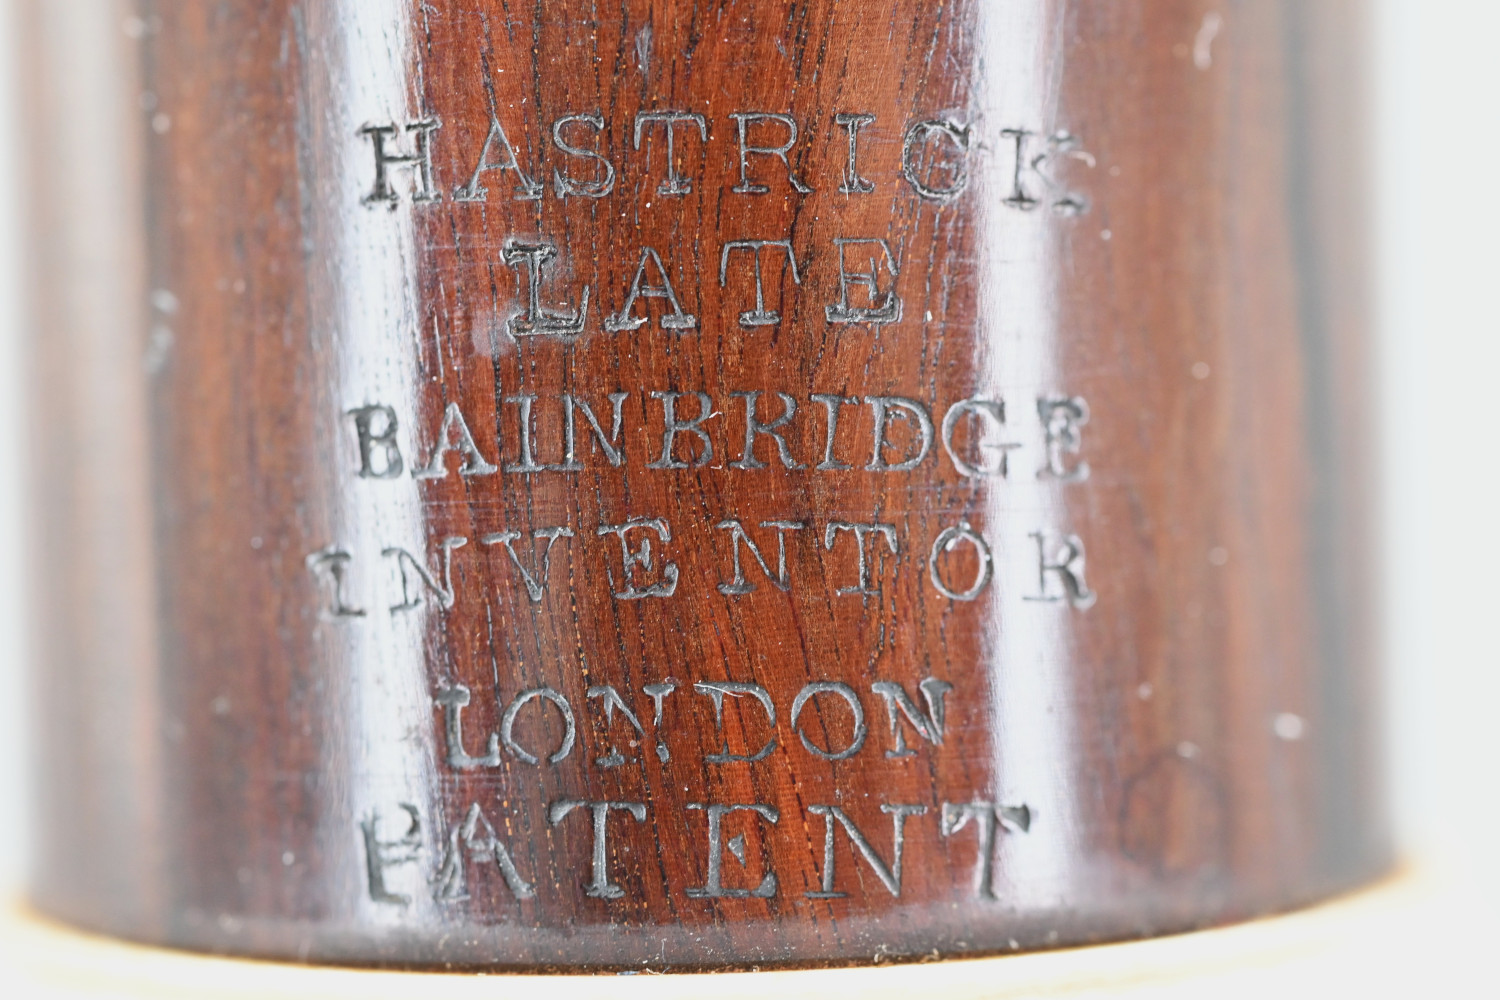 HASTRICK
LATE
BAINBRIDGE
INVENTOR
LONDON
PATENT